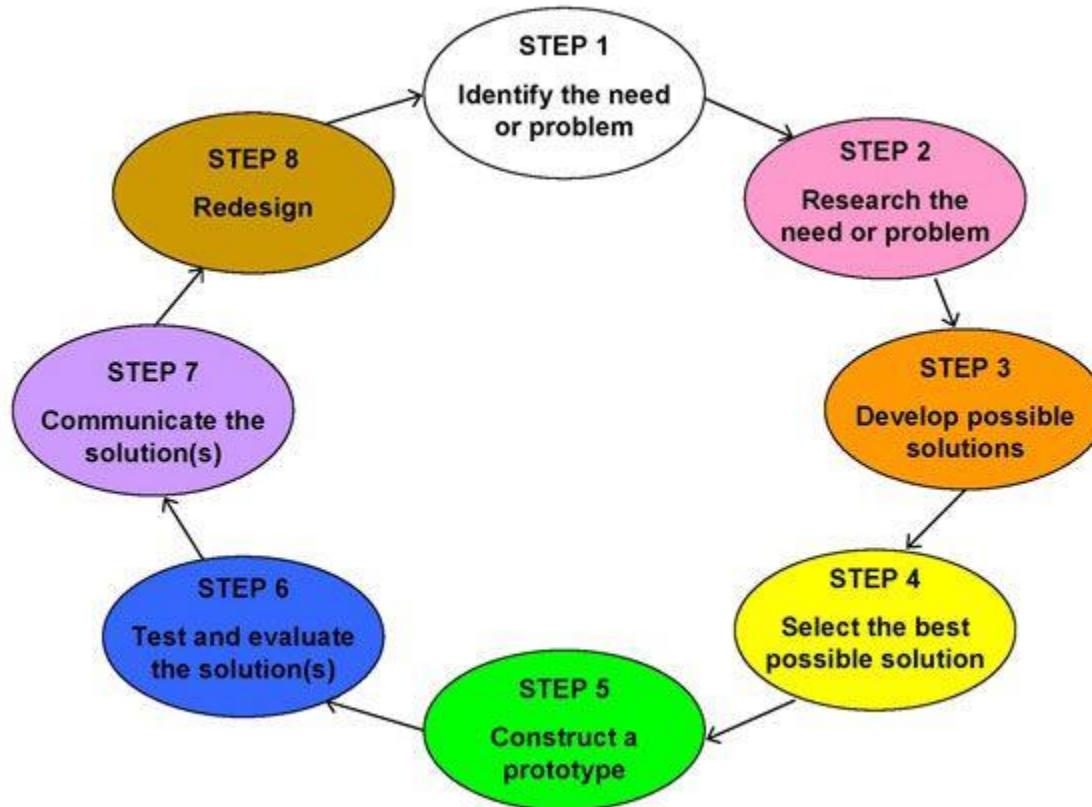 STEP 1
Identify the need
or problem
STEP 2
Research the
need or problem
STEP 3
Develop possible
solutions
STEP 4
Select the best
possible solution
STEP 5
Construct a
prototype
STEP 6
Test and evaluate
the solution(s)
STEP 7
Communicate the
solution(s)
STEP 8
Redesign